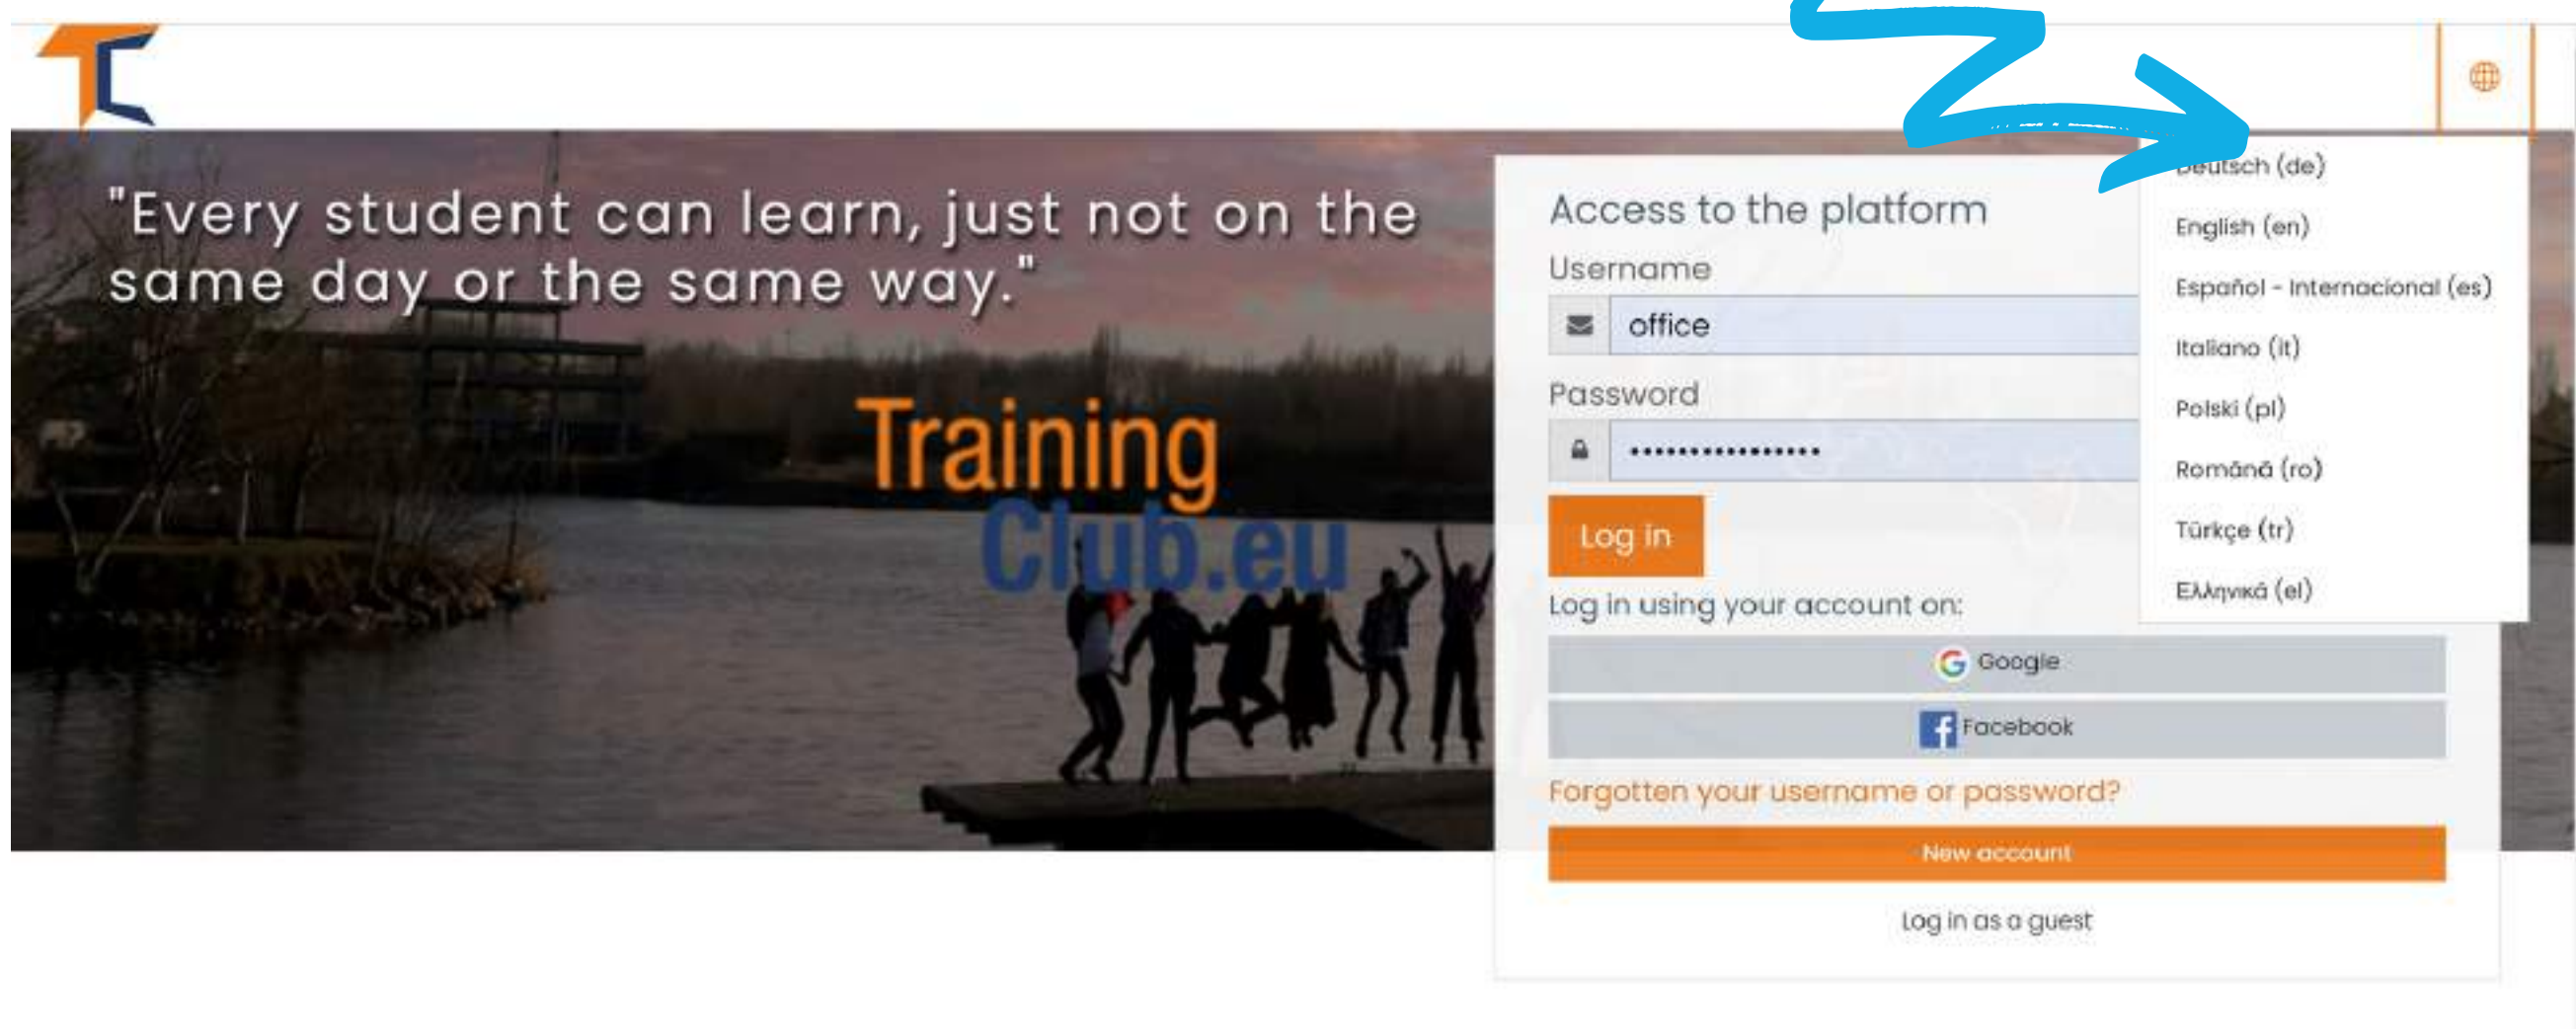 TC
"Every student can learn, just not on the
same day or the same way."
Training
Club.eu
Access to the platform
Username
office
Password
••••••••••••••••
Log in
Log in using your account on:
Google
Facebook
Forgotten your username or password?
New account
Log in as a guest
Deutsch (de)
English (en)
Español - Internacional (es)
Italiano (it)
Polski (pl)
Română (ro)
Türkçe (tr)
Ελληνικά (el)